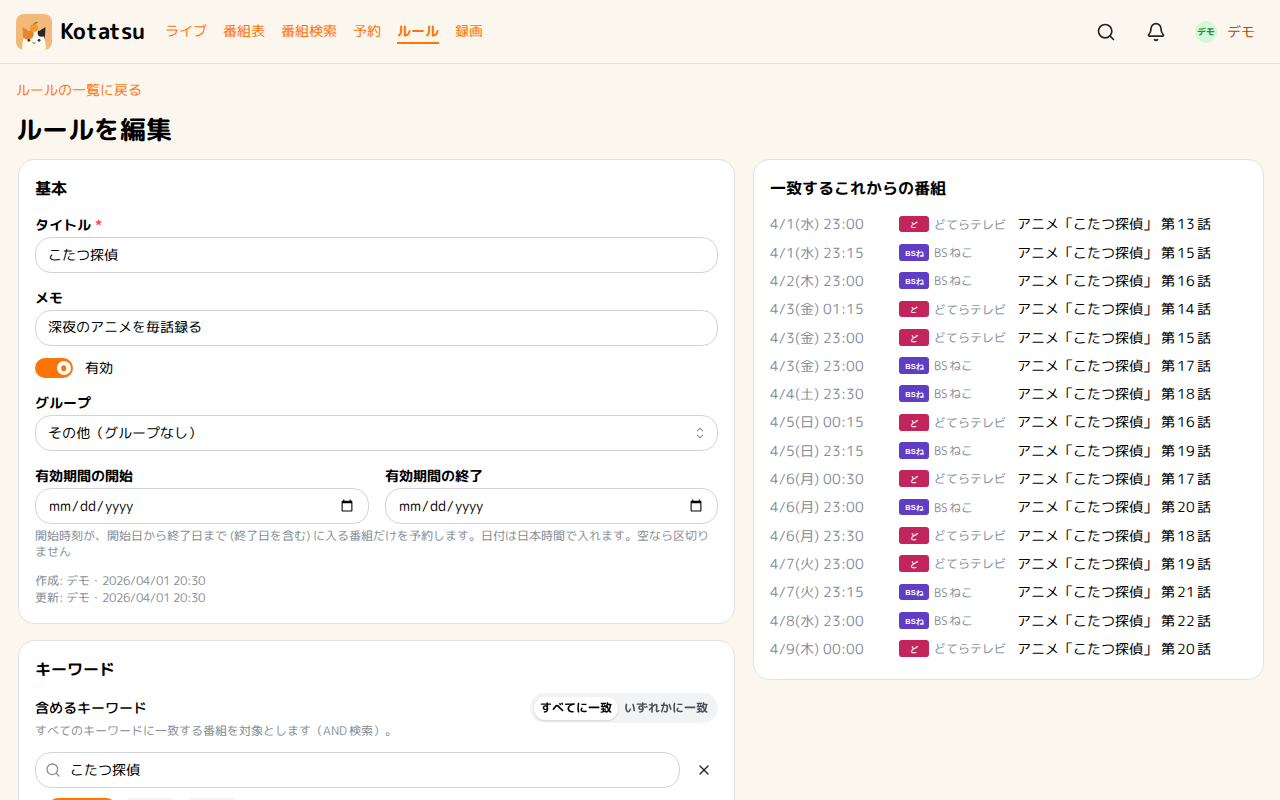 Kotatsu ライブ 番組表 番組検索 予約 ルール 録画 デモ デモ
ルールの一覧に戻る
ルールを編集
基本
タイトル *
こたつ探偵
メモ
深夜のアニメを毎話録る
有効
グループ
その他（グループなし）
有効期間の開始 有効期間の終了
mm/dd/yyyy mm/dd/yyyy
開始時刻が、開始日から終了日まで (終了日を含む) に入る番組だけを予約します。日付は日本時間で入れます。空なら区切り
ません
作成: デモ · 2026/04/01 20:30
更新: デモ · 2026/04/01 20:30
キーワード
含めるキーワード すべてに一致 いずれかに一致
すべてのキーワードに一致する番組を対象とします（AND 検索）。
こたつ探偵
一致するこれからの番組
4/1(水) 23:00 ど どてらテレビ アニメ「こたつ探偵」 第13話
4/1(水) 23:15 BSね BSねこ アニメ「こたつ探偵」 第15話
4/2(木) 23:00 BSね BSねこ アニメ「こたつ探偵」 第16話
4/3(金) 01:15 ど どてらテレビ アニメ「こたつ探偵」 第14話
4/3(金) 23:00 ど どてらテレビ アニメ「こたつ探偵」 第15話
4/3(金) 23:00 BSね BSねこ アニメ「こたつ探偵」 第17話
4/4(土) 23:30 BSね BSねこ アニメ「こたつ探偵」 第18話
4/5(日) 00:15 ど どてらテレビ アニメ「こたつ探偵」 第16話
4/5(日) 23:15 BSね BSねこ アニメ「こたつ探偵」 第19話
4/6(月) 00:30 ど どてらテレビ アニメ「こたつ探偵」 第17話
4/6(月) 23:00 BSね BSねこ アニメ「こたつ探偵」 第20話
4/6(月) 23:30 ど どてらテレビ アニメ「こたつ探偵」 第18話
4/7(火) 23:00 ど どてらテレビ アニメ「こたつ探偵」 第19話
4/7(火) 23:15 BSね BSねこ アニメ「こたつ探偵」 第21話
4/8(水) 23:00 BSね BSねこ アニメ「こたつ探偵」 第22話
4/9(木) 00:00 ど どてらテレビ アニメ「こたつ探偵」 第20話